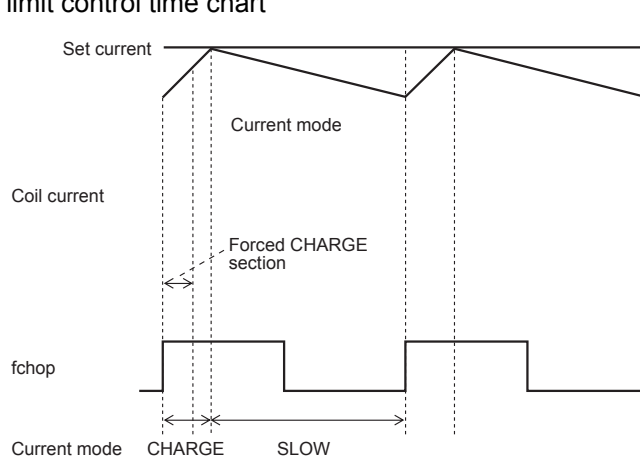 limit control time chart
Set current
Current mode
Coil current
Forced CHARGE
section
fchop
Current mode CHARGE SLOW